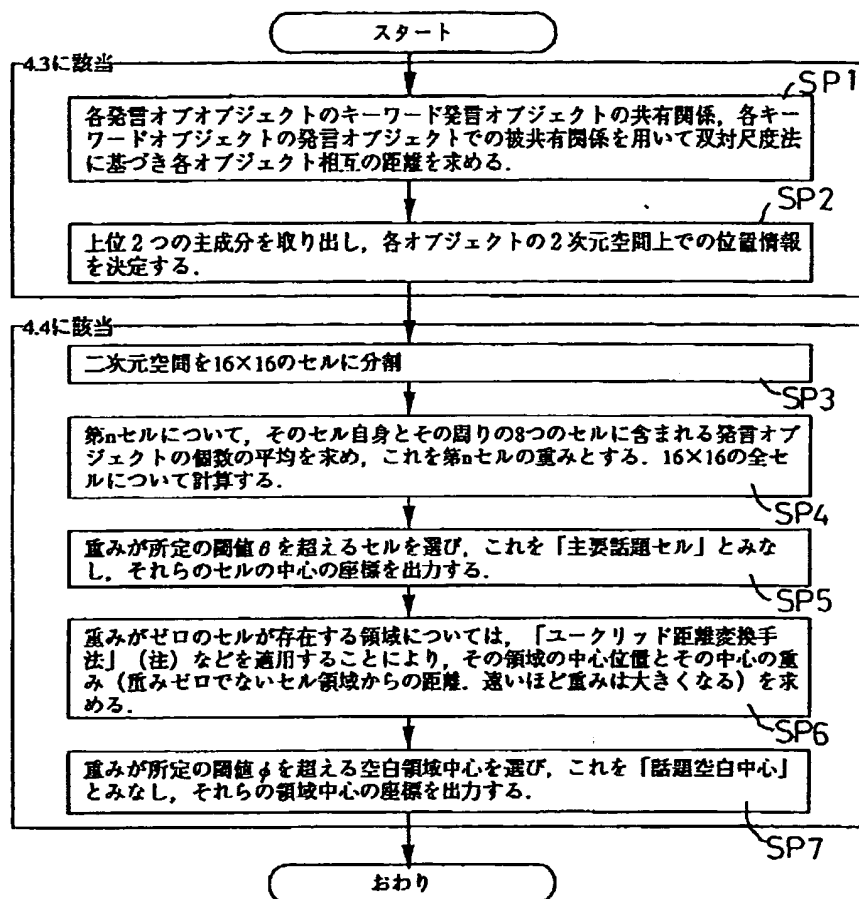 スタート
4.3に該当
SP1
各発言オブオブジェクトのキーワード発言オブジェクトの共有関係，各キ
ーワードオブジェクトの発言オブジェクトでの被共有関係を用いて双対尺度法
に基づき各オブジェクト相互の距離を求める．
SP2
上位2つの主成分を取り出し，各オブジェクトの2次元空間上での位置情報
を決定する．
4.4に該当
二次元空間を16×16のセルに分割
SP3
第nセルについて，そのセル自身とその周りの8つのセルに含まれる発言オブ
ジェクトの個数の平均を求め，これを第nセルの重みとする．16×16の全セ
ルについて計算する．
SP4
重みが所定の閾値θを超えるセルを選び，これを「主要話題セル」とみな
し，それらのセルの中心の座標を出力する．
SP5
重みがゼロのセルが存在する領域については，「ユークリッド距離変換手
法」（注）などを適用することにより，その領域の中心位置とその中心の重
み（重みゼロでないセル領域からの距離．遠いほど重みは大きくなる）を求
める．
SP6
重みが所定の閾値φを超える空白領域中心を選び，これを「話題空白中心」
とみなし，それらの領域中心の座標を出力する．
SP7
おわり